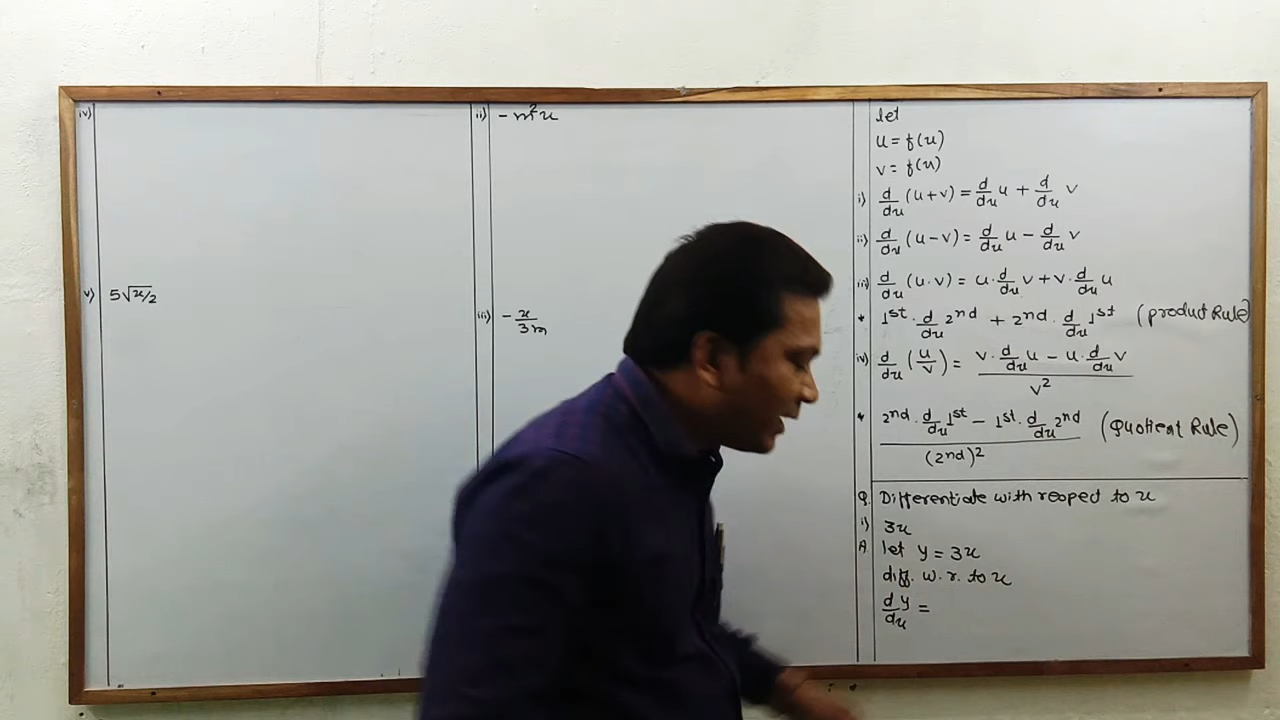 iv)
v) 5√x/2
ii) - m²x
iii) - x/3m
let
u = f(x)
v = f(x)
i) d/dx (u + v) = d/dx u + d/dx v
ii) d/dx (u - v) = d/dx u - d/dx v
iii) d/dx (u · v) = u · d/dx v + v · d/dx u
* 1st · d/dx 2nd + 2nd · d/dx 1st (product Rule)
iv) d/dx (u/v) = v · d/dx u - u · d/dx v / v²
* 2nd · d/dx 1st - 1st · d/dx 2nd / (2nd)² (Quotient Rule)
Q. Differentiate with respect to x
i) 3x
A. let y = 3x
diff. w. r. to x
dy/dx =